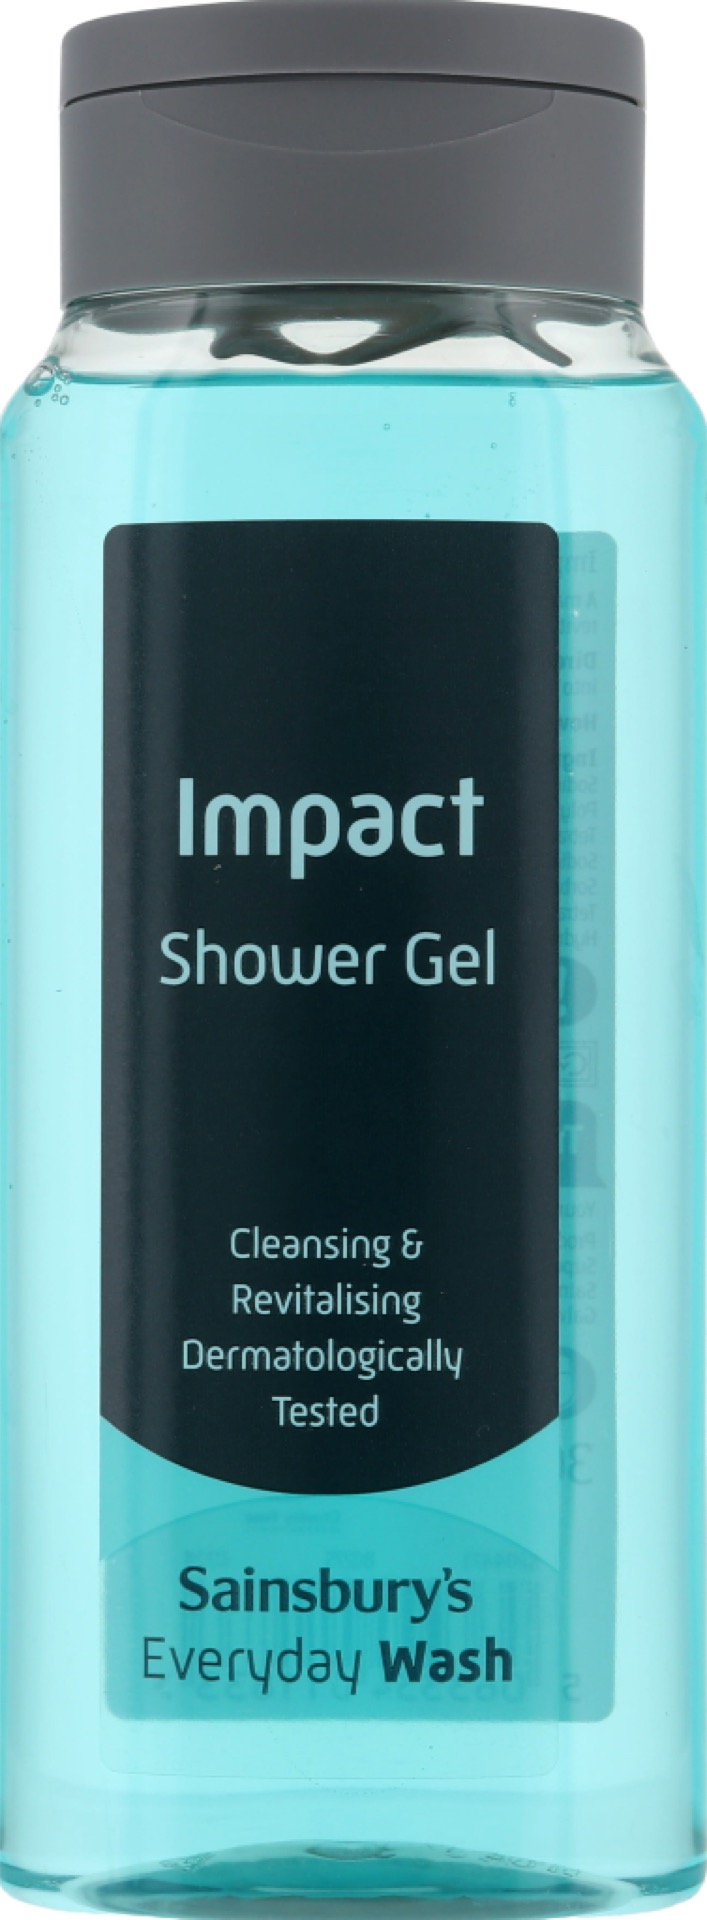 Impact
Shower Gel
Cleansing &
Revitalising
Dermatologically
Tested
Sainsbury's
Everyday Wash